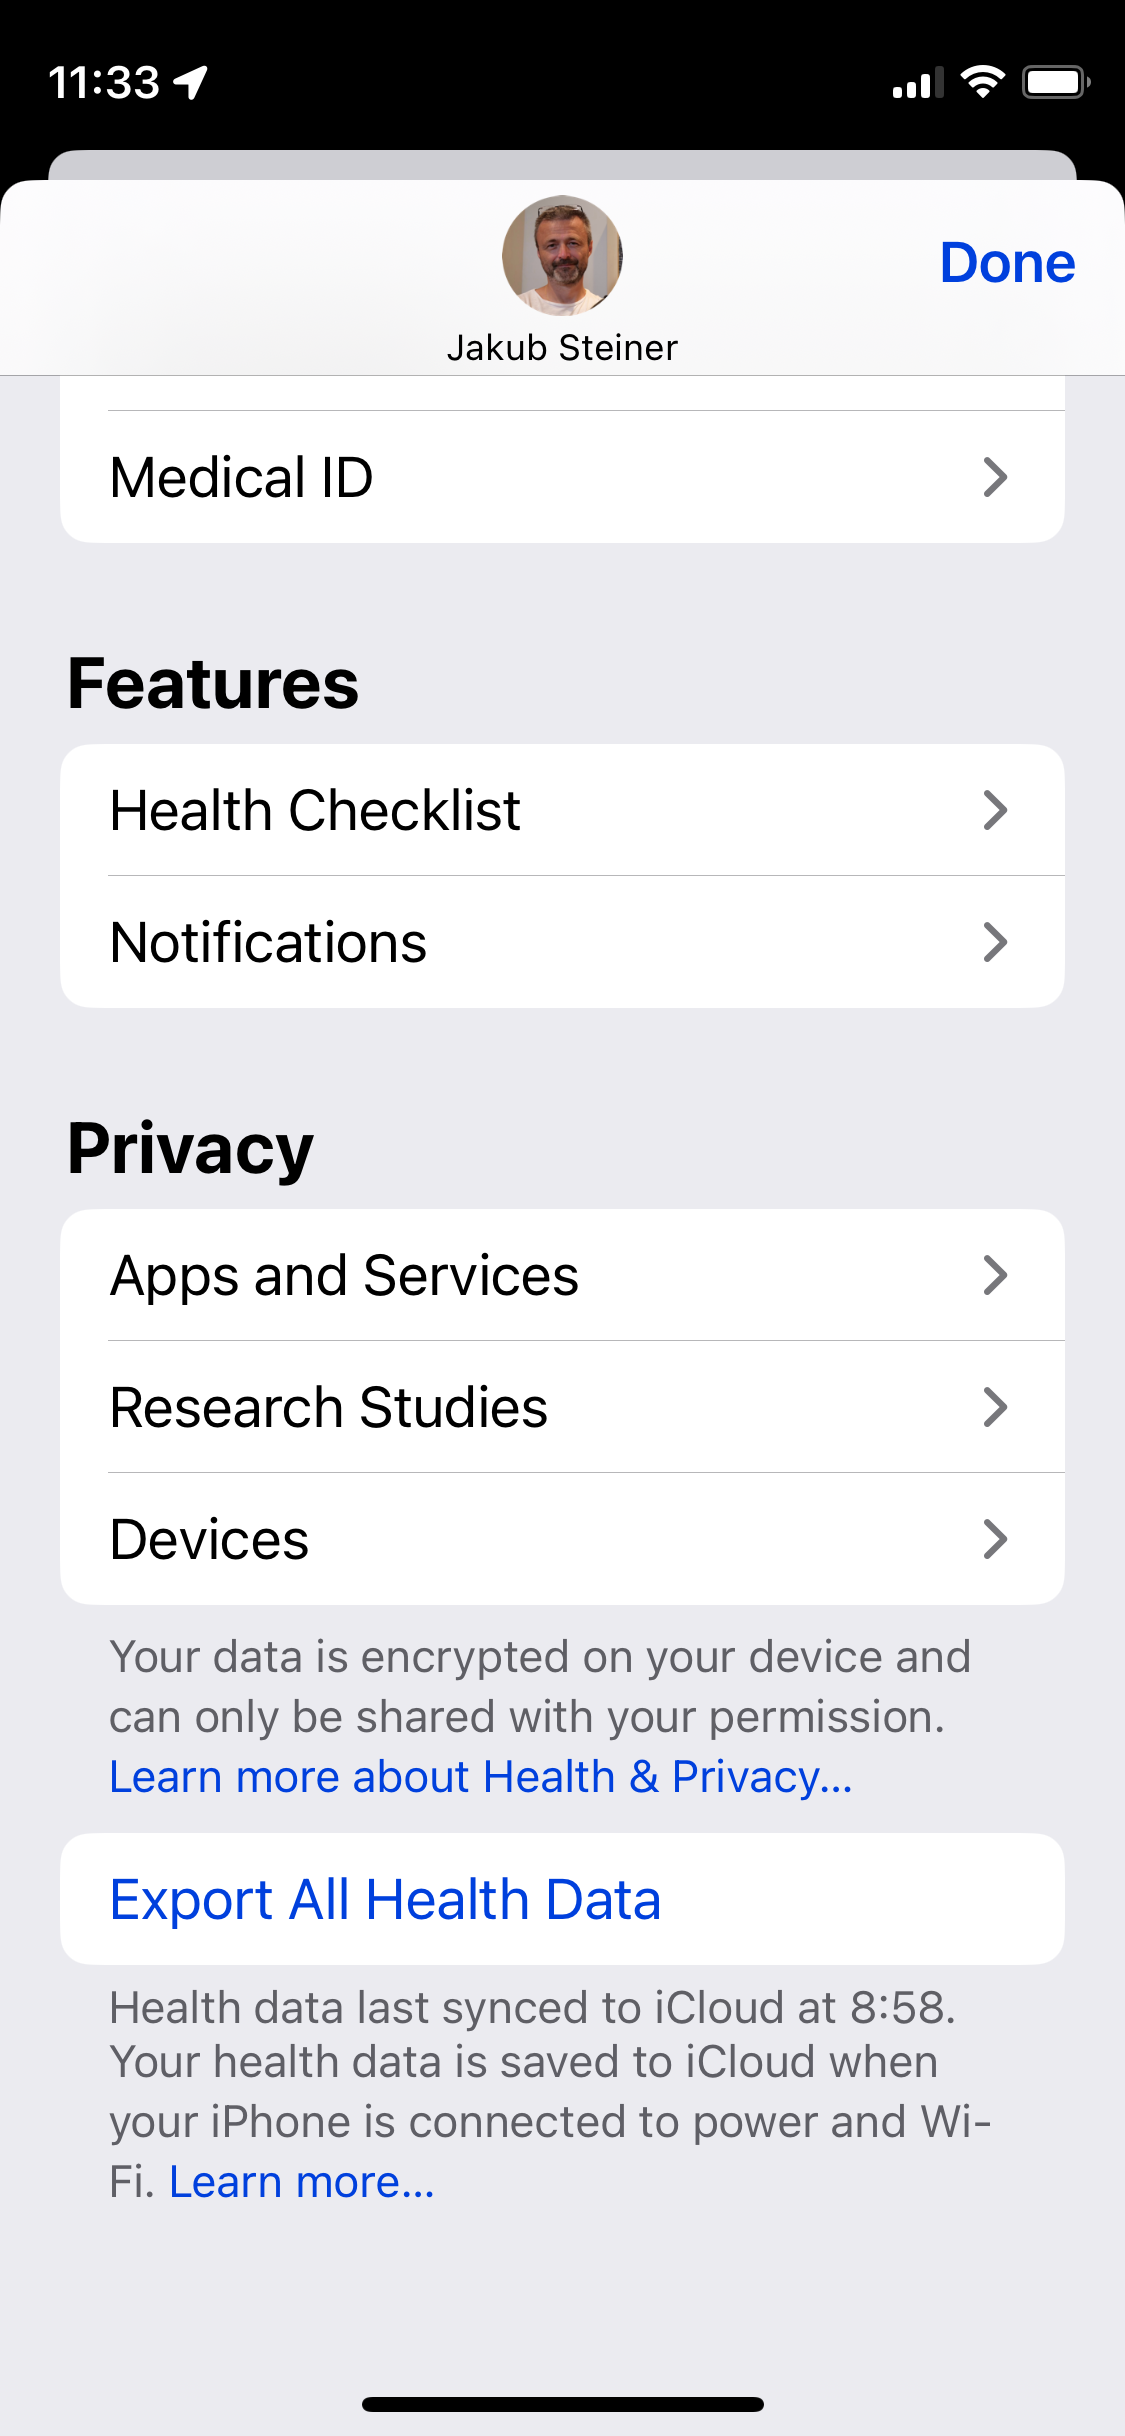 11:33
Done
Jakub Steiner
Medical ID
Features
Health Checklist
Notifications
Privacy
Apps and Services
Research Studies
Devices
Your data is encrypted on your device and
can only be shared with your permission.
Learn more about Health & Privacy...
Export All Health Data
Health data last synced to iCloud at 8:58.
Your health data is saved to iCloud when
your iPhone is connected to power and Wi-
Fi. Learn more...